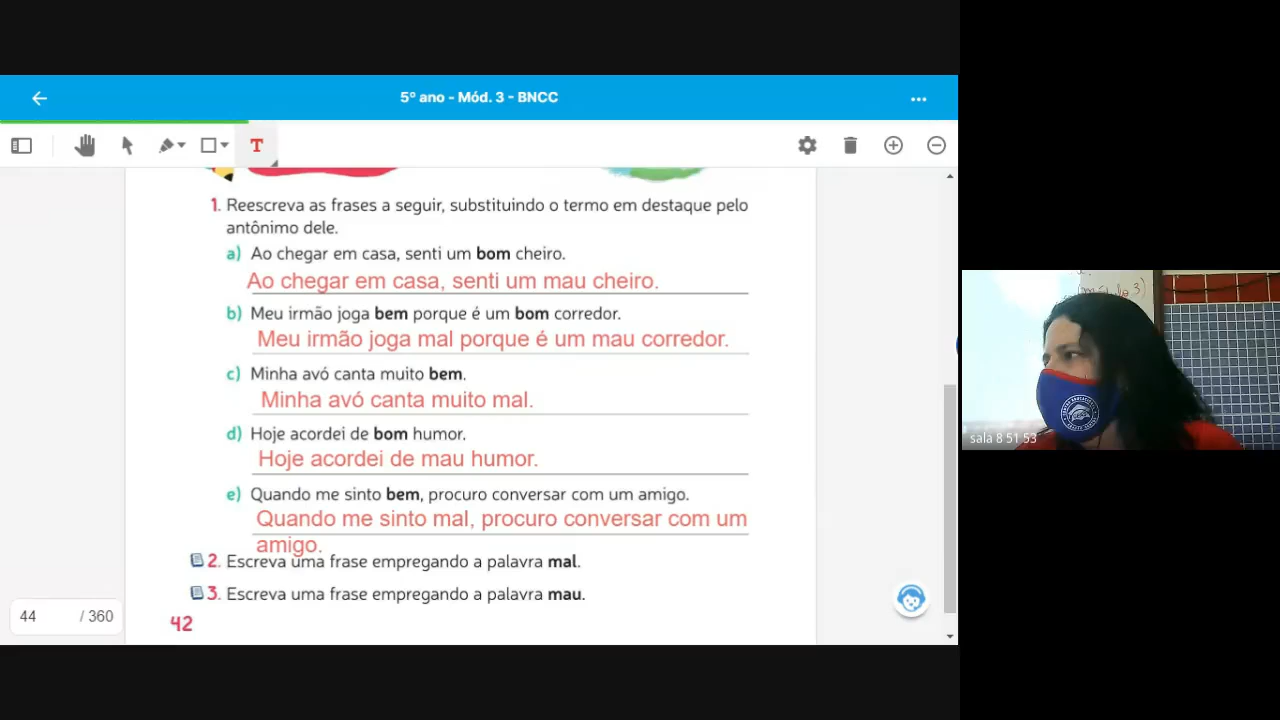 5º ano - Mód. 3 - BNCC
T
1. Reescreva as frases a seguir, substituindo o termo em destaque pelo
antônimo dele.
a) Ao chegar em casa, senti um bom cheiro.
Ao chegar em casa, senti um mau cheiro.
b) Meu irmão joga bem porque é um bom corredor.
Meu irmão joga mal porque é um mau corredor.
c) Minha avó canta muito bem.
Minha avó canta muito mal.
d) Hoje acordei de bom humor.
Hoje acordei de mau humor.
e) Quando me sinto bem, procuro conversar com um amigo.
Quando me sinto mal, procuro conversar com um
amigo.
2. Escreva uma frase empregando a palavra mal.
3. Escreva uma frase empregando a palavra mau.
42
44 / 360
sala 8 51 53